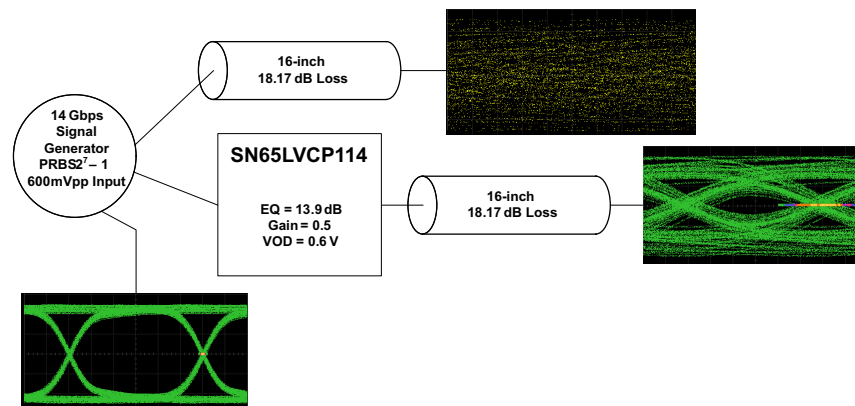 16-inch
18.17 dB Loss
14 Gbps
Signal
Generator
PRBS2⁷ – 1
600mVpp Input
SN65LVCP114
EQ = 13.9 dB
Gain = 0.5
VOD = 0.6 V
16-inch
18.17 dB Loss